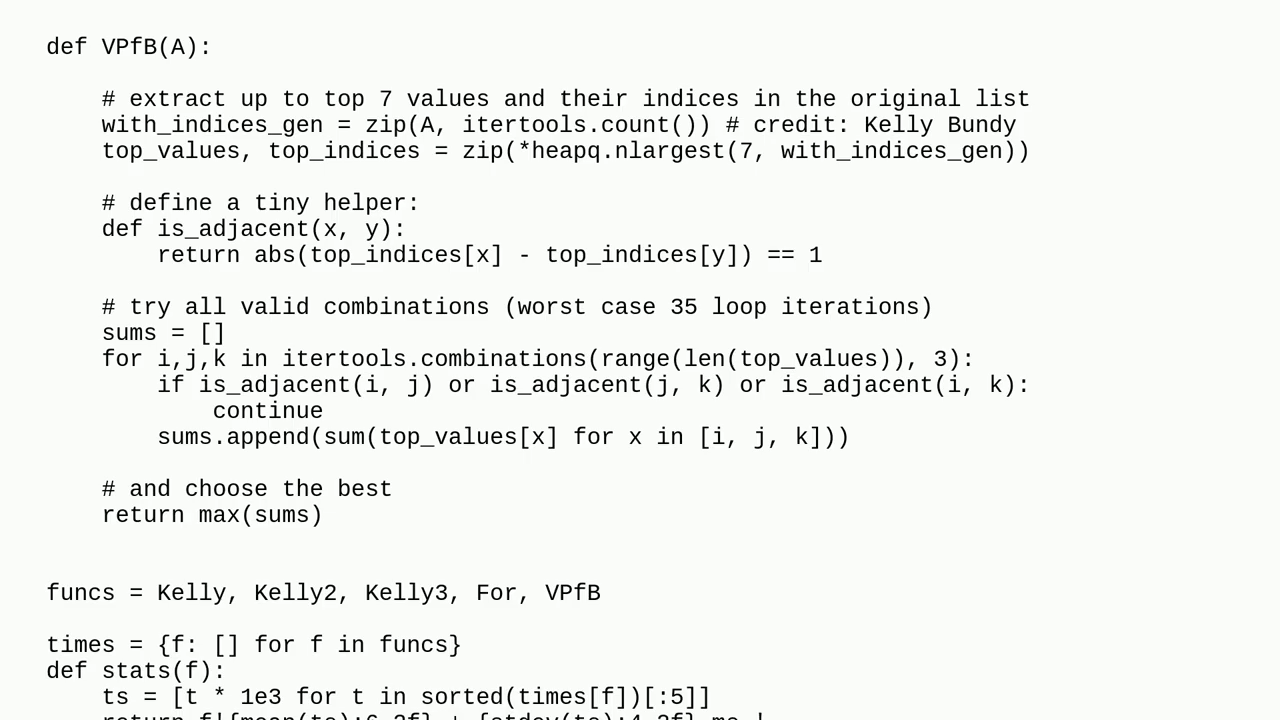 def VPfB(A):
    # extract up to top 7 values and their indices in the original list
    with_indices_gen = zip(A, itertools.count()) # credit: Kelly Bundy
    top_values, top_indices = zip(*heapq.nlargest(7, with_indices_gen))
    # define a tiny helper:
    def is_adjacent(x, y):
        return abs(top_indices[x] - top_indices[y]) == 1
    # try all valid combinations (worst case 35 loop iterations)
    sums = []
    for i,j,k in itertools.combinations(range(len(top_values)), 3):
        if is_adjacent(i, j) or is_adjacent(j, k) or is_adjacent(i, k):
            continue
        sums.append(sum(top_values[x] for x in [i, j, k]))
    # and choose the best
    return max(sums)
funcs = Kelly, Kelly2, Kelly3, For, VPfB
times = {f: [] for f in funcs}
def stats(f):
    ts = [t * 1e3 for t in sorted(times[f])[:5]]